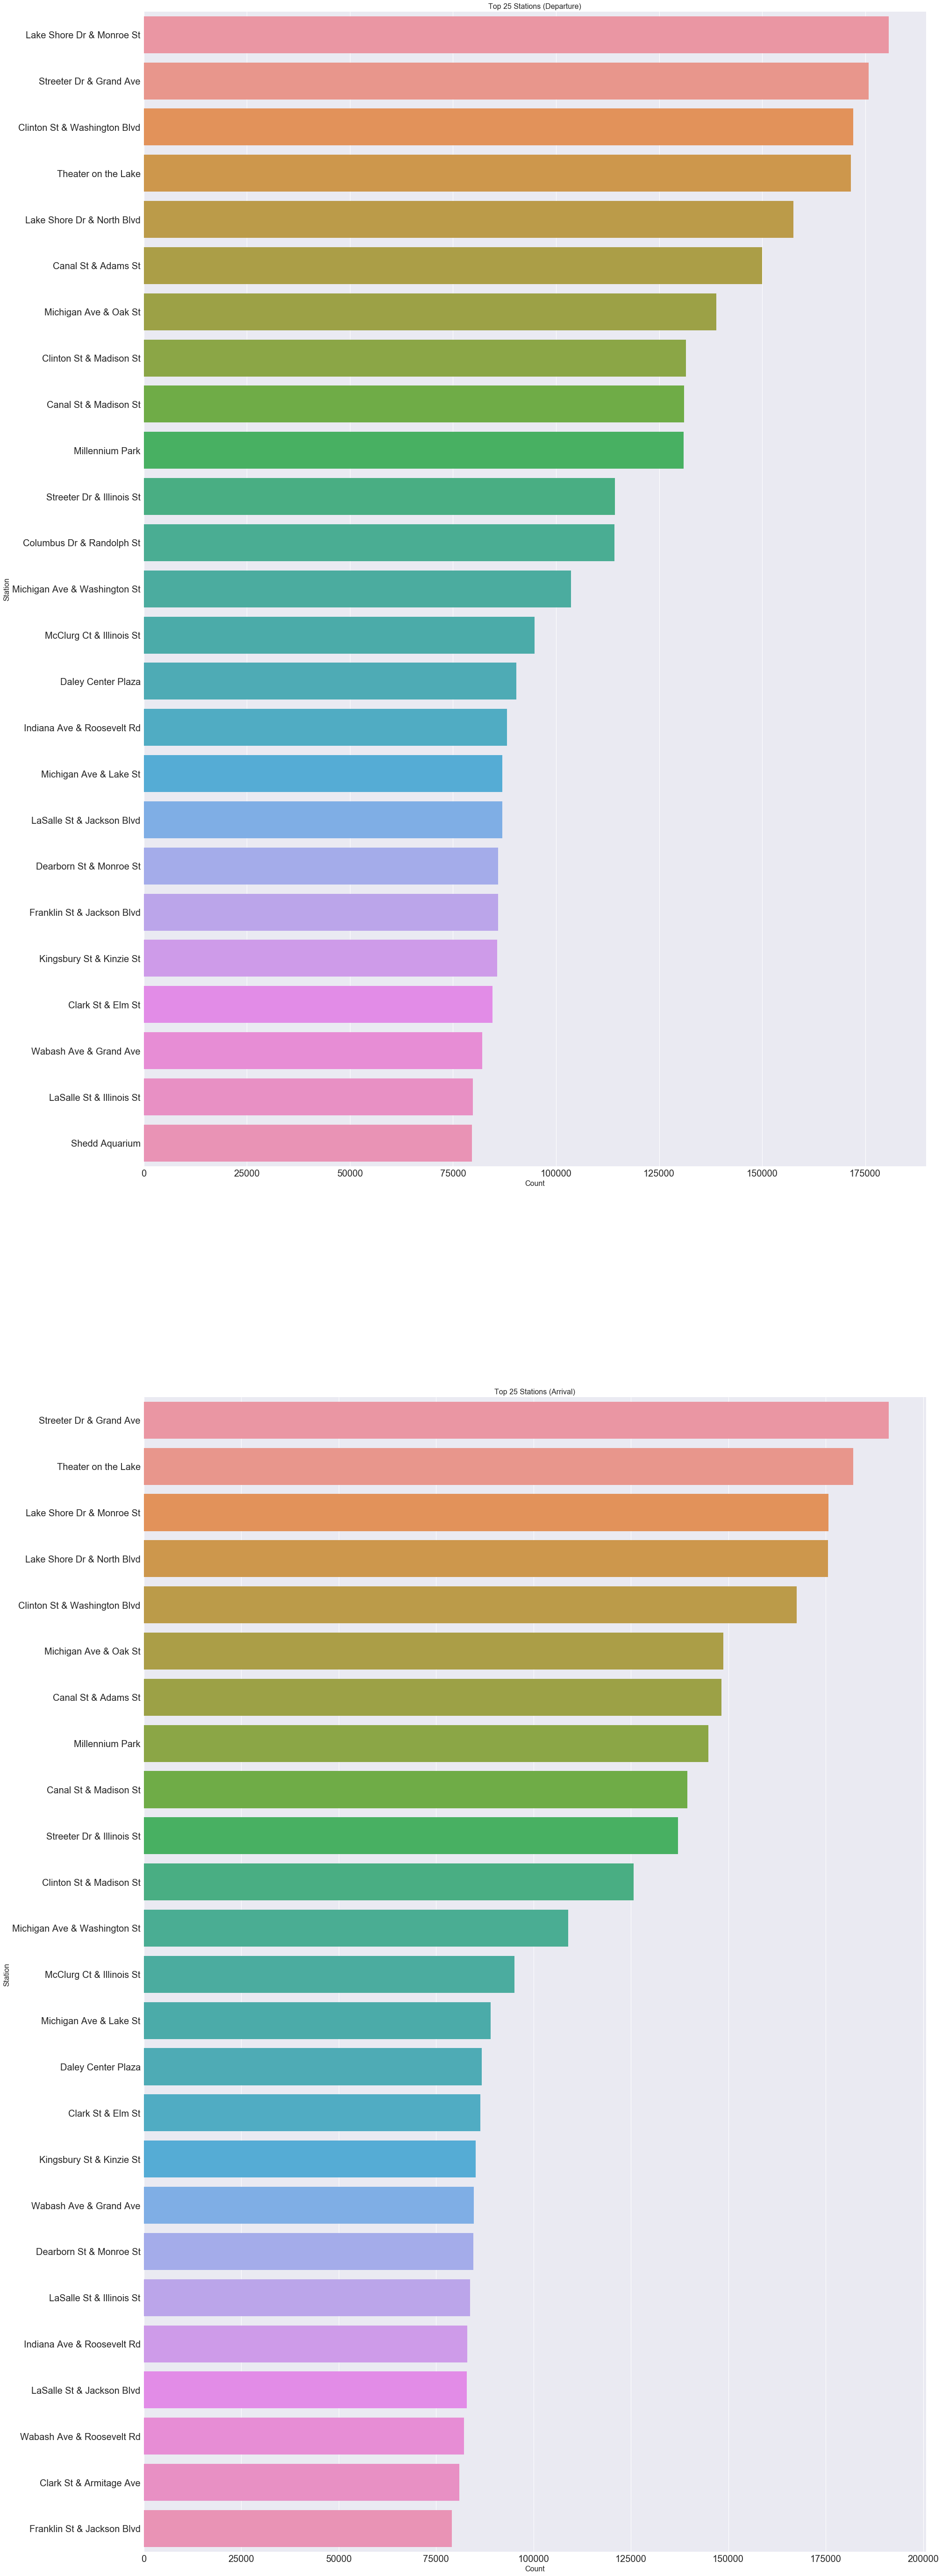 Top 25 Stations (Departure)
Station
Lake Shore Dr & Monroe St
Streeter Dr & Grand Ave
Clinton St & Washington Blvd
Theater on the Lake
Lake Shore Dr & North Blvd
Canal St & Adams St
Michigan Ave & Oak St
Clinton St & Madison St
Canal St & Madison St
Millennium Park
Streeter Dr & Illinois St
Columbus Dr & Randolph St
Michigan Ave & Washington St
McClurg Ct & Illinois St
Daley Center Plaza
Indiana Ave & Roosevelt Rd
Michigan Ave & Lake St
LaSalle St & Jackson Blvd
Dearborn St & Monroe St
Franklin St & Jackson Blvd
Kingsbury St & Kinzie St
Clark St & Elm St
Wabash Ave & Grand Ave
LaSalle St & Illinois St
Shedd Aquarium
0 25000 50000 75000 100000 125000 150000 175000
Count
Top 25 Stations (Arrival)
Station
Streeter Dr & Grand Ave
Theater on the Lake
Lake Shore Dr & Monroe St
Lake Shore Dr & North Blvd
Clinton St & Washington Blvd
Michigan Ave & Oak St
Canal St & Adams St
Millennium Park
Canal St & Madison St
Streeter Dr & Illinois St
Clinton St & Madison St
Michigan Ave & Washington St
McClurg Ct & Illinois St
Michigan Ave & Lake St
Daley Center Plaza
Clark St & Elm St
Kingsbury St & Kinzie St
Wabash Ave & Grand Ave
Dearborn St & Monroe St
LaSalle St & Illinois St
Indiana Ave & Roosevelt Rd
LaSalle St & Jackson Blvd
Wabash Ave & Roosevelt Rd
Clark St & Armitage Ave
Franklin St & Jackson Blvd
0 25000 50000 75000 100000 125000 150000 175000 200000
Count